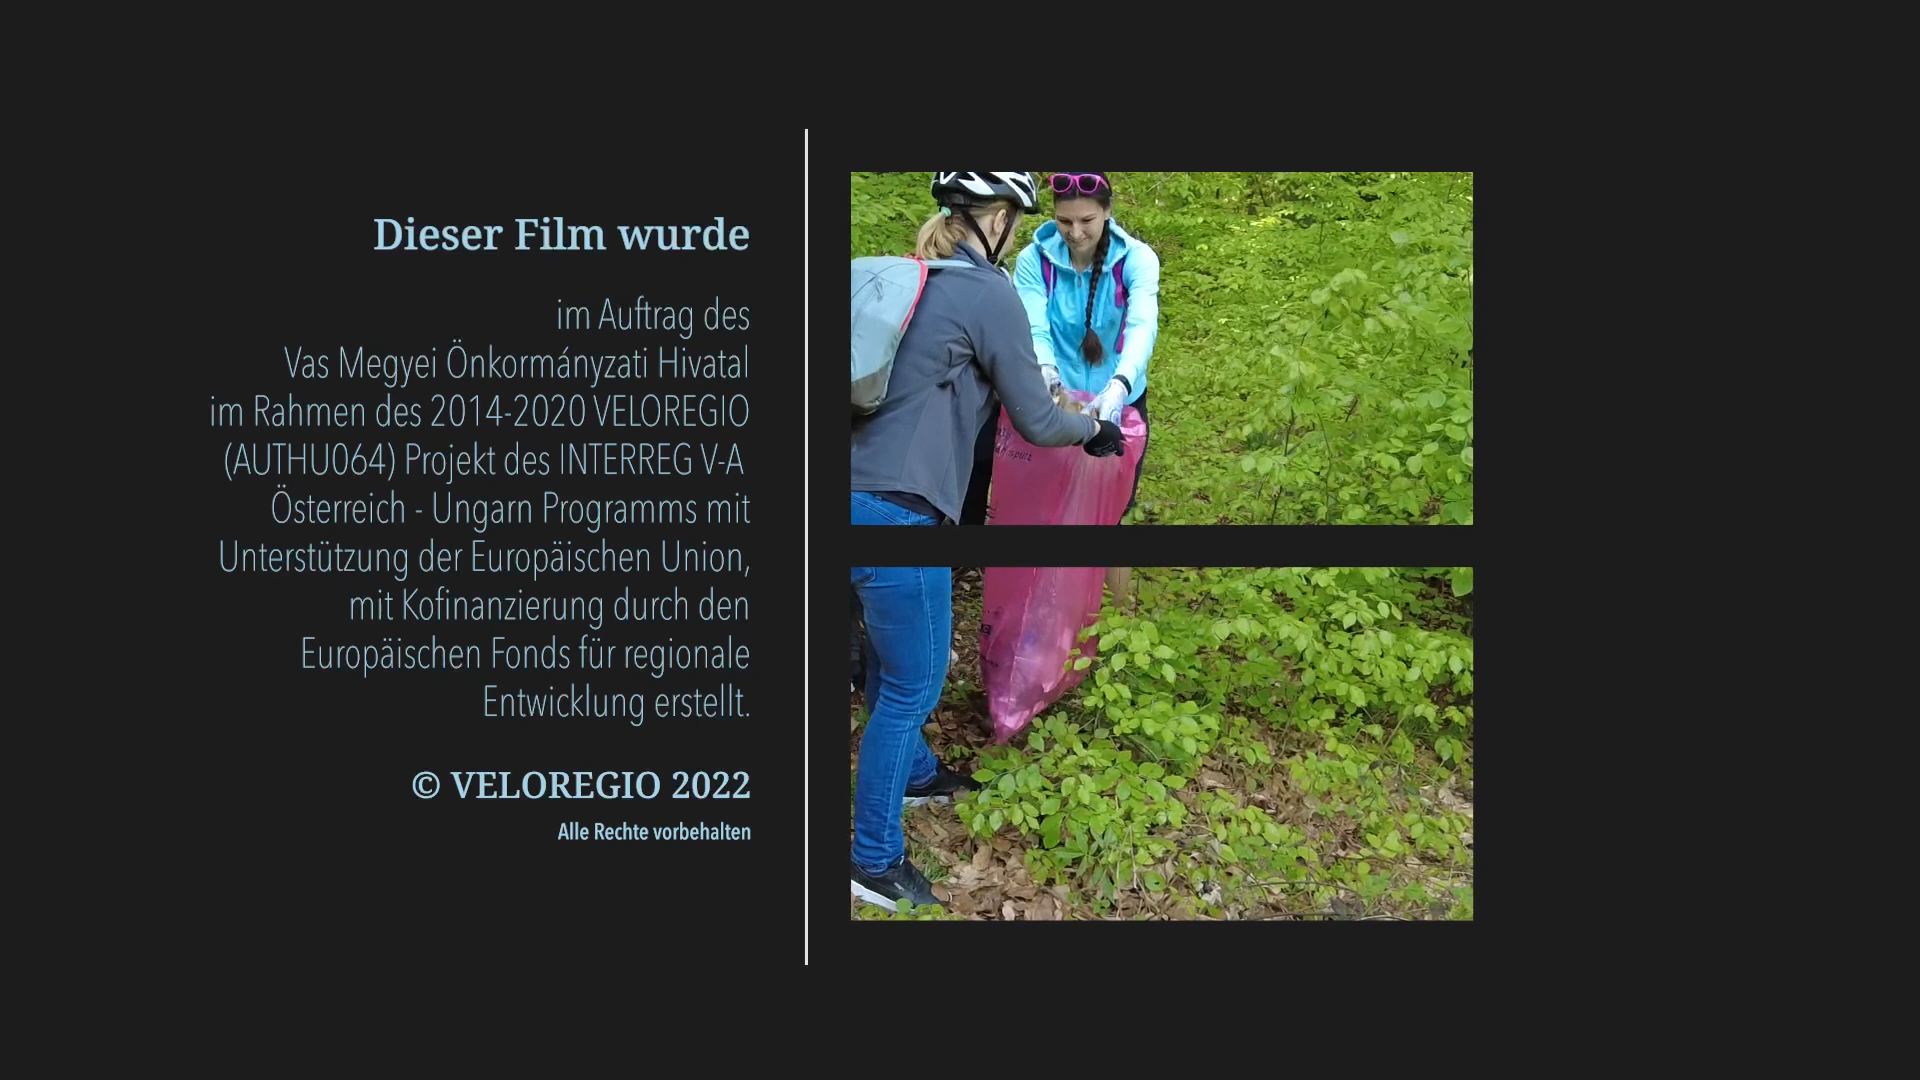 Dieser Film wurde
im Auftrag des
Vas Megyei Önkormányzati Hivatal
im Rahmen des 2014-2020 VELOREGIO
(AUTHU064) Projekt des INTERREG V-A
Österreich - Ungarn Programms mit
Unterstützung der Europäischen Union,
mit Kofinanzierung durch den
Europäischen Fonds für regionale
Entwicklung erstellt.
© VELOREGIO 2022
Alle Rechte vorbehalten